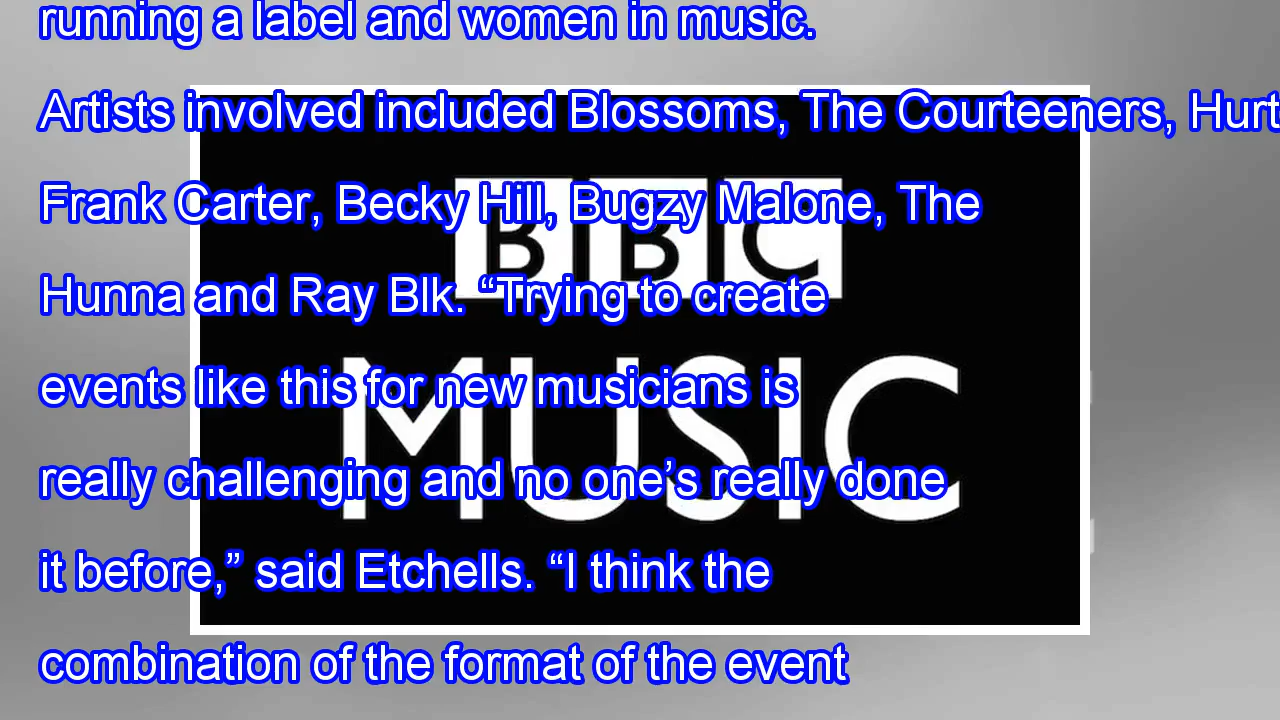 running a label and women in music.
Artists involved included Blossoms, The Courteeners, Hurt
Frank Carter, Becky Hill, Bugzy Malone, The
BBC
Hunna and Ray Blk. “Trying to create
events like this for new musicians is
MUSIC
really challenging and no one’s really done
it before,” said Etchells. “I think the
combination of the format of the event